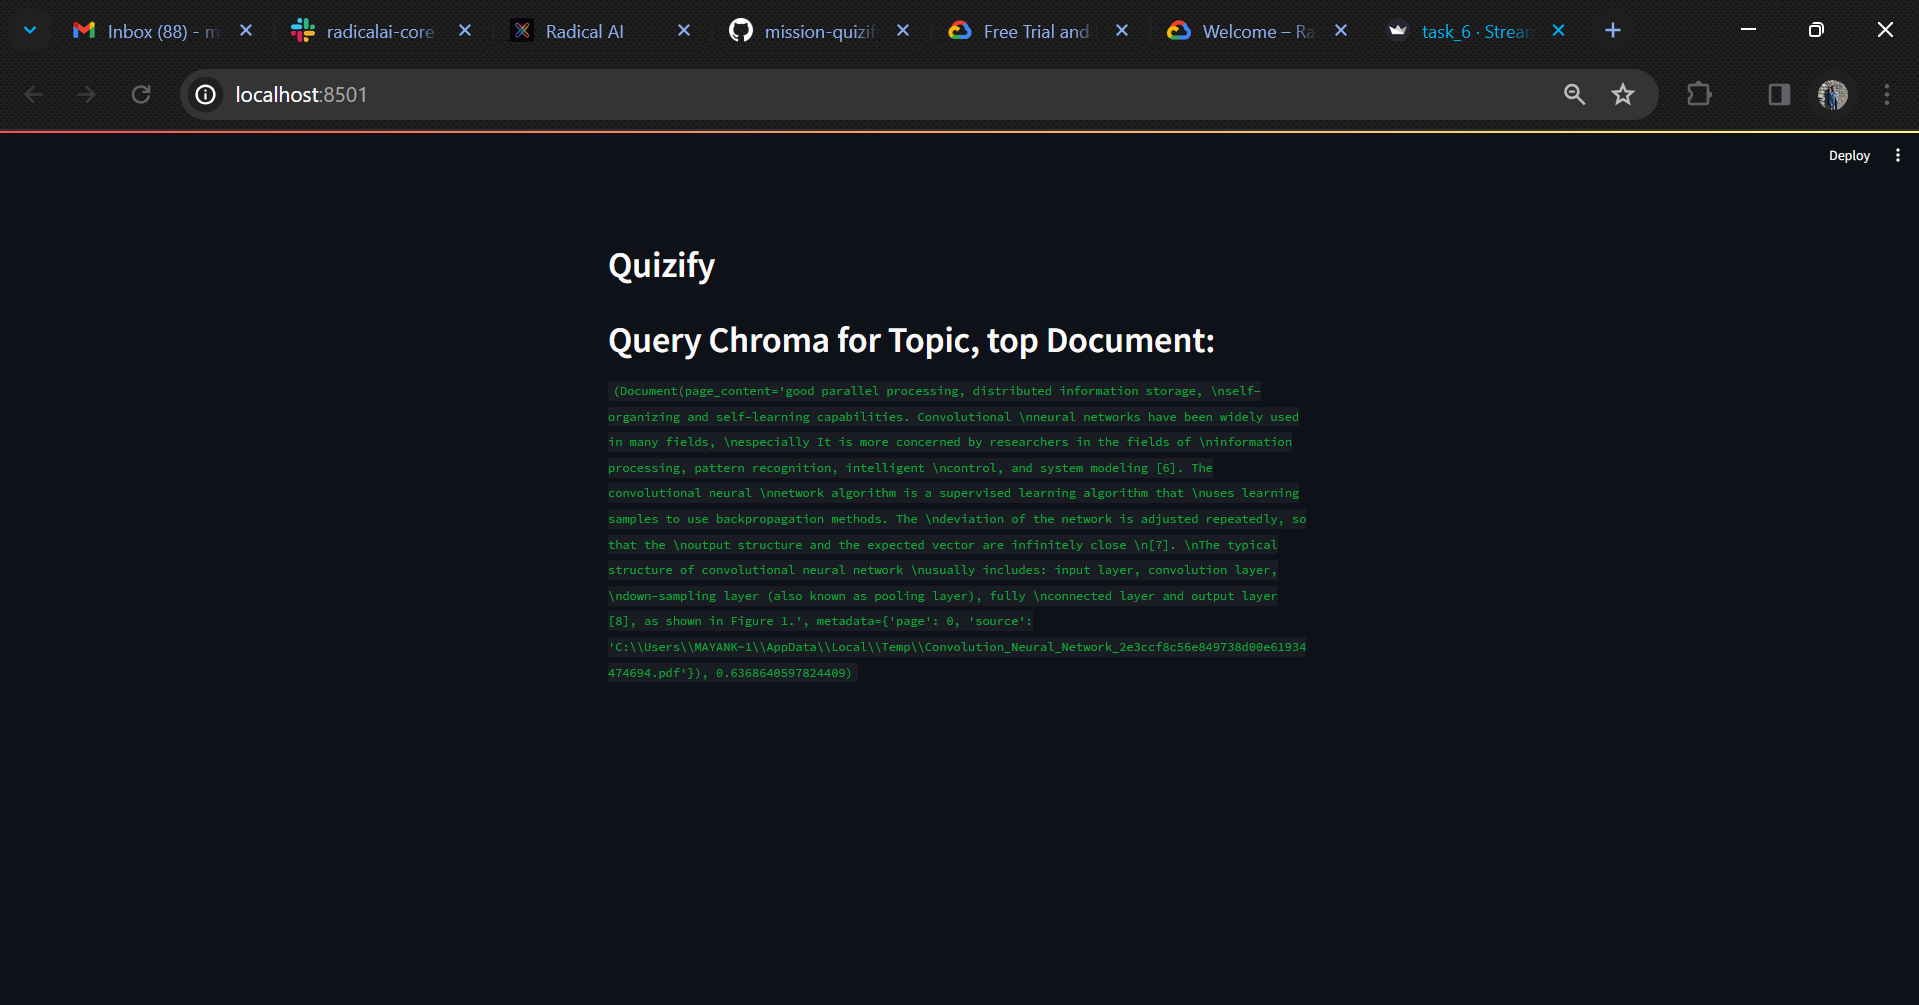 Inbox (88) - m
radicalai-core
Radical AI
mission-quizif
Free Trial and
Welcome – Ra
task_6 · Strean
localhost:8501
Deploy
Quizify
Query Chroma for Topic, top Document:
(Document(page_content='good parallel processing, distributed information storage, \nself-
organizing and self-learning capabilities. Convolutional \nneural networks have been widely used
in many fields, \nespecially It is more concerned by researchers in the fields of \ninformation
processing, pattern recognition, intelligent \ncontrol, and system modeling [6]. The
convolutional neural \nnetwork algorithm is a supervised learning algorithm that \nuses learning
samples to use backpropagation methods. The \ndeviation of the network is adjusted repeatedly, so
that the \noutput structure and the expected vector are infinitely close \n[7]. \nThe typical
structure of convolutional neural network \nusually includes: input layer, convolution layer,
\ndown-sampling layer (also known as pooling layer), fully \nconnected layer and output layer
[8], as shown in Figure 1.', metadata={'page': 0, 'source':
'C:\\Users\\MAYANK~1\\AppData\\Local\\Temp\\Convolution_Neural_Network_2e3ccf8c56e849738d00e61934
474694.pdf'}), 0.6368640597824409)